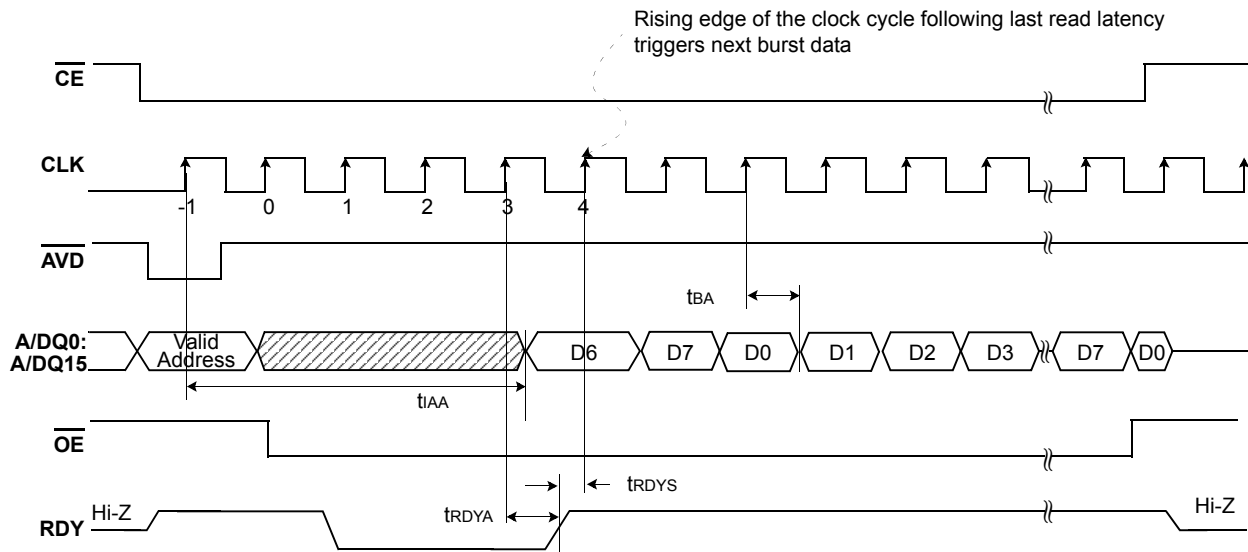 Rising edge of the clock cycle following last read latency
triggers next burst data
CE
CLK
-1 0 1 2 3 4
AVD
tBA
A/DQ0:
A/DQ15
Valid
Address
D6 D7 D0 D1 D2 D3 D7 D0
tIAA
OE
tRDYS
Hi-Z
tRDYA
Hi-Z
RDY